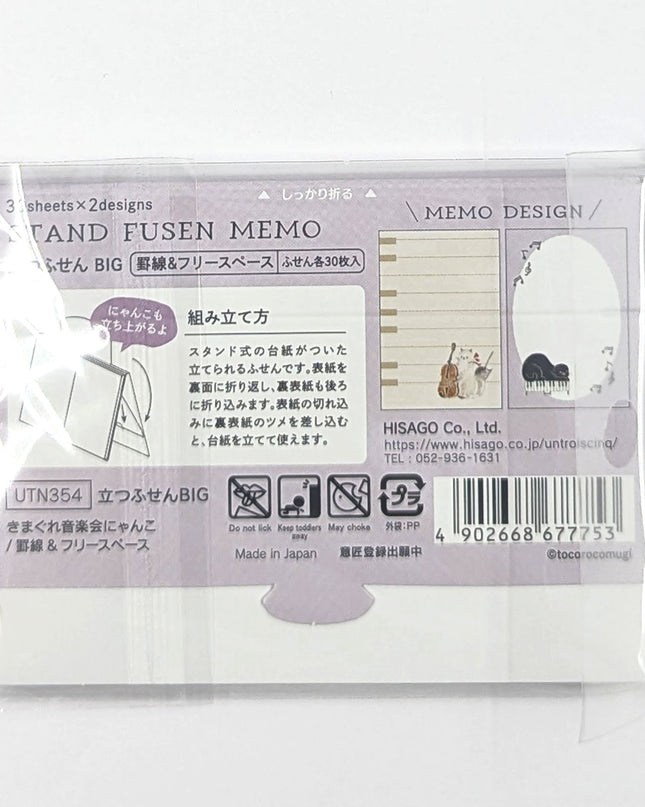 ▲ しっかり折る ▲
sheets×2designs
STAND FUSEN MEMO
つふせん BIG 罫線&フリースペース ふせん各30枚入
\ MEMO DESIGN /
にゃんこも
立ち上がるよ
組み立て方
スタンド式の台紙がついた
立てられるふせんです。表紙を
裏面に折り返し、裏表紙も後ろ
に折り込みます。表紙の切れ込
みに裏表紙のツメを差し込む
と、台紙を立てて使えます。
HISAGO Co., Ltd.
https://www.hisago.co.jp/untroiscinq/
TEL : 052-936-1631
UTN354 立つふせんBIG
きまぐれ音楽会にゃんこ
/罫線&フリースペース
Do not lick
Keep toddlers
away
May choke
プラ
外袋:PP
Made in Japan
意匠登録出願中
4 902668 677753
©tocorocomugi